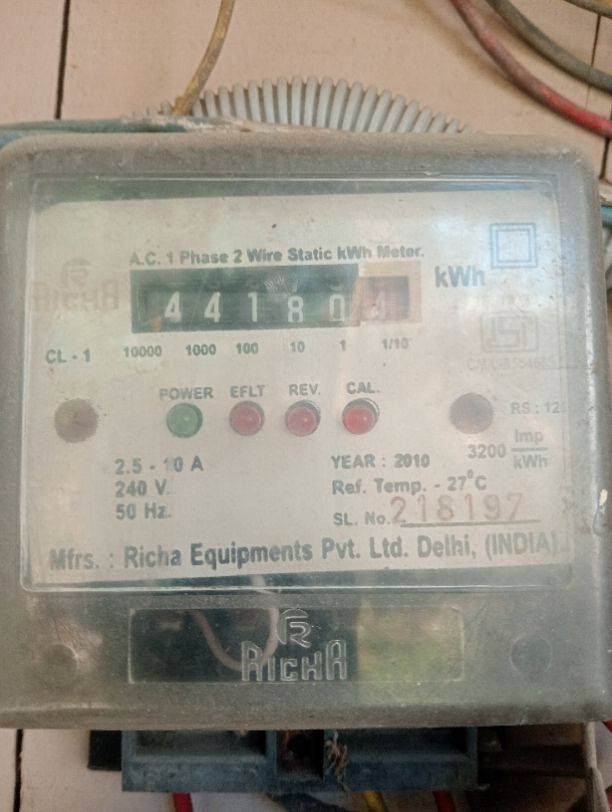 A.C. 1 Phase 2 Wire Static kWh Meter.
RICHA
kWh
441804
CL - 1 10000 1000 100 10 1 1/10
POWER EFLT REV. CAL.
3200 Imp/kWh
2.5 - 10 A
240 V.
50 Hz.
YEAR : 2010
Ref. Temp. - 27°C
SL. No. 218197
Mfrs. : Richa Equipments Pvt. Ltd. Delhi, (INDIA).
RICHA